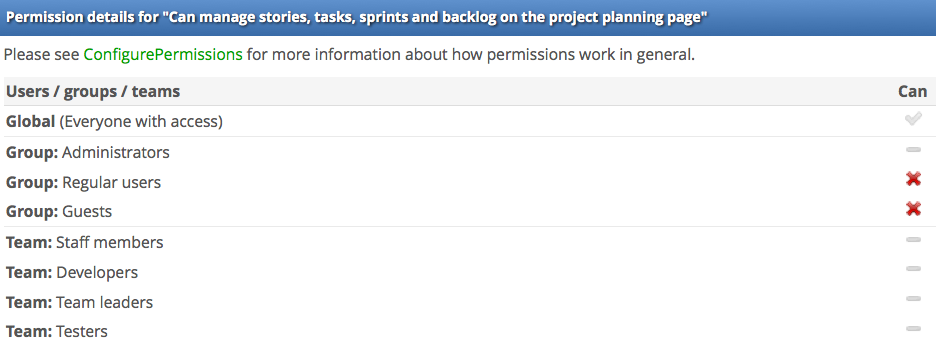 Permission details for "Can manage stories, tasks, sprints and backlog on the project planning page"
Please see ConfigurePermissions for more information about how permissions work in general.
Users / groups / teams Can
Global (Everyone with access)
Group: Administrators
Group: Regular users
Group: Guests
Team: Staff members
Team: Developers
Team: Team leaders
Team: Testers